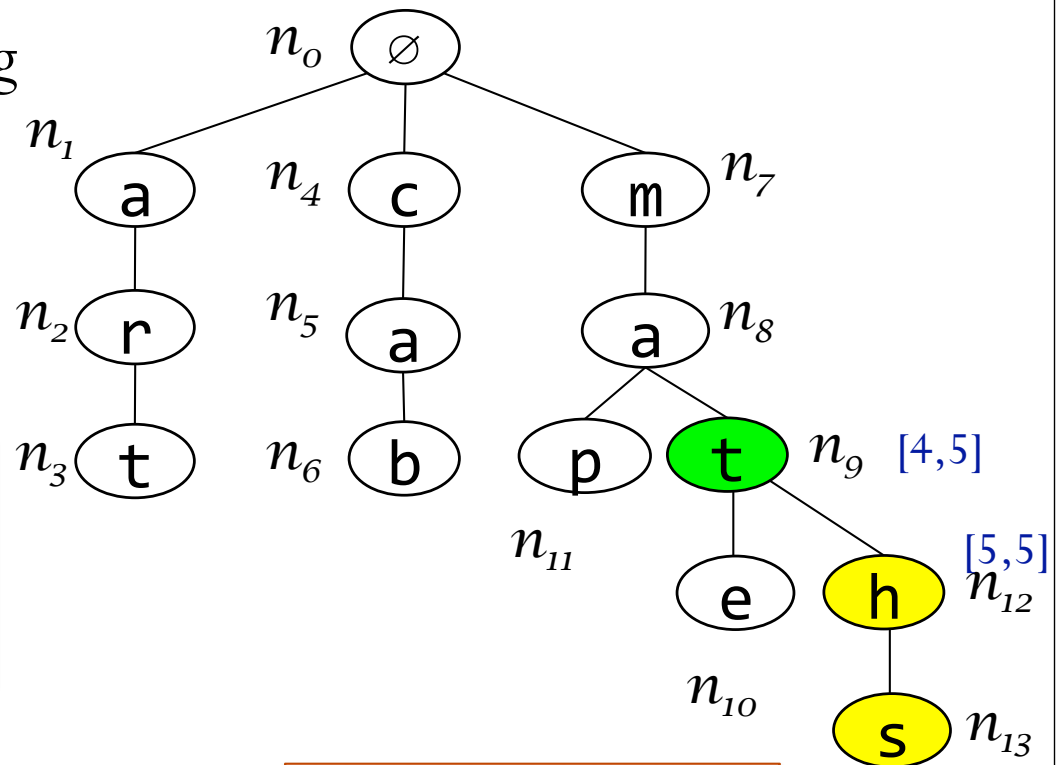 n₀ ∅
g
n₁
a n₄ c m n₇
n₂ r n₅ a a n₈
n₃ t n₆ b p t n₉ [4,5]
n₁₁ [5,5]
e h n₁₂
n₁₀
s n₁₃